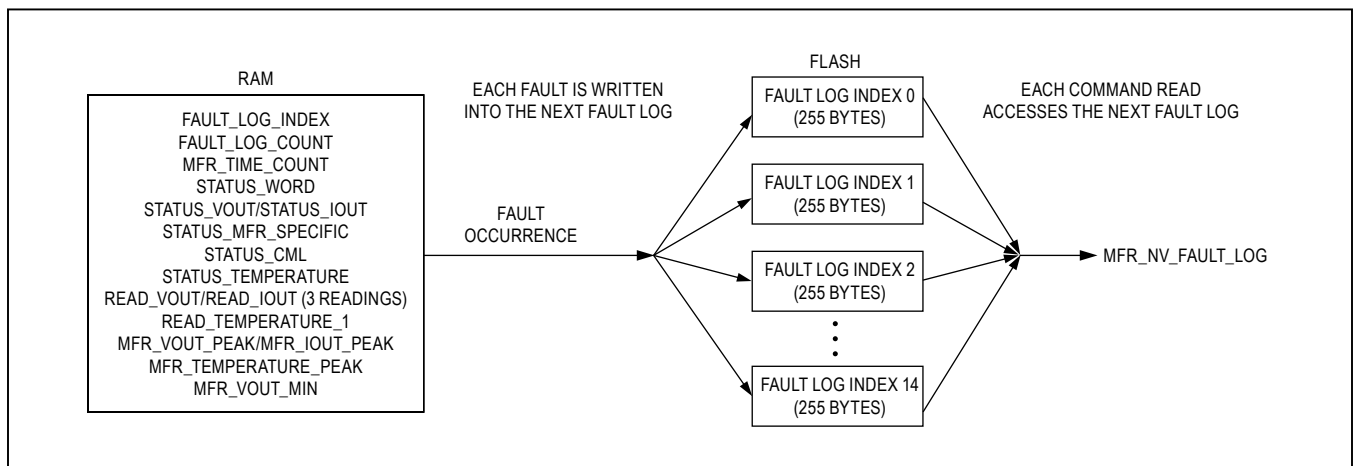 RAM
FAULT_LOG_INDEX
FAULT_LOG_COUNT
MFR_TIME_COUNT
STATUS_WORD
STATUS_VOUT/STATUS_IOUT
STATUS_MFR_SPECIFIC
STATUS_CML
STATUS_TEMPERATURE
READ_VOUT/READ_IOUT (3 READINGS)
READ_TEMPERATURE_1
MFR_VOUT_PEAK/MFR_IOUT_PEAK
MFR_TEMPERATURE_PEAK
MFR_VOUT_MIN
EACH FAULT IS WRITTEN
INTO THE NEXT FAULT LOG
FAULT
OCCURRENCE
FLASH
FAULT LOG INDEX 0
(255 BYTES)
FAULT LOG INDEX 1
(255 BYTES)
FAULT LOG INDEX 2
(255 BYTES)
FAULT LOG INDEX 14
(255 BYTES)
EACH COMMAND READ
ACCESSES THE NEXT FAULT LOG
MFR_NV_FAULT_LOG